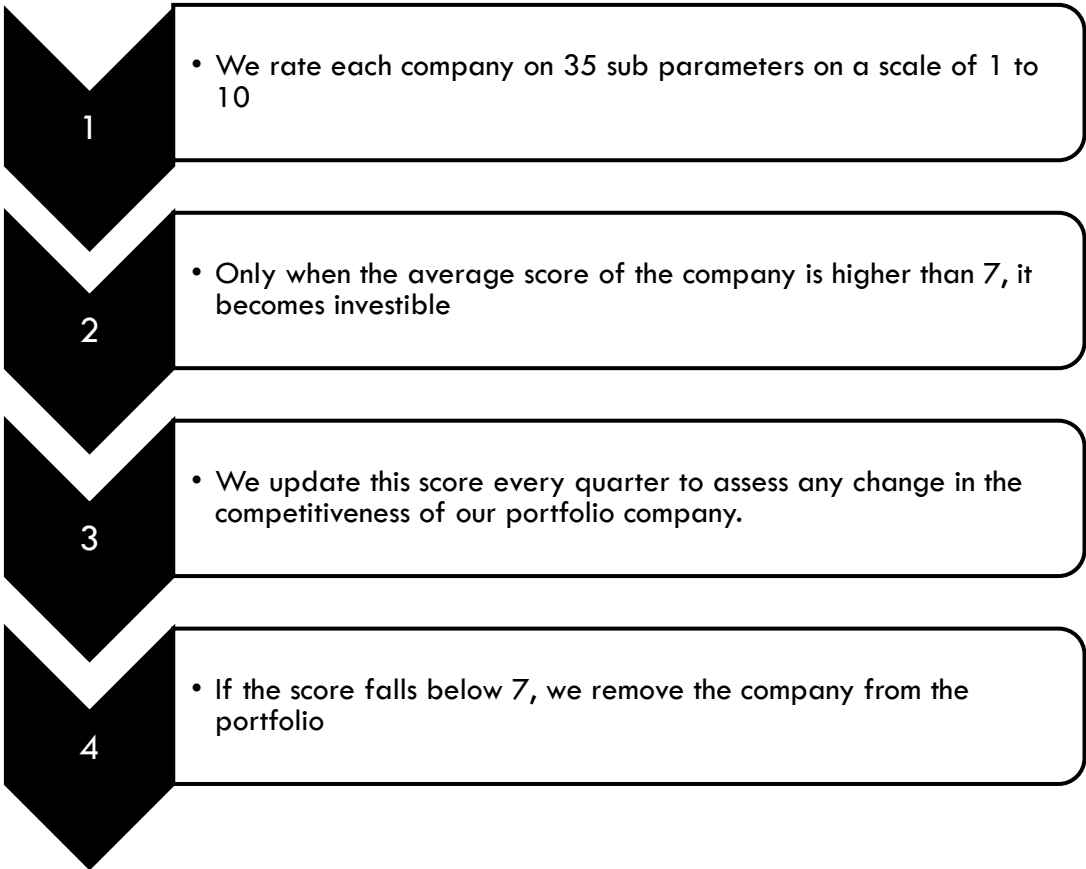 1
• We rate each company on 35 sub parameters on a scale of 1 to
10
2
• Only when the average score of the company is higher than 7, it
becomes investible
3
• We update this score every quarter to assess any change in the
competitiveness of our portfolio company.
4
• If the score falls below 7, we remove the company from the
portfolio